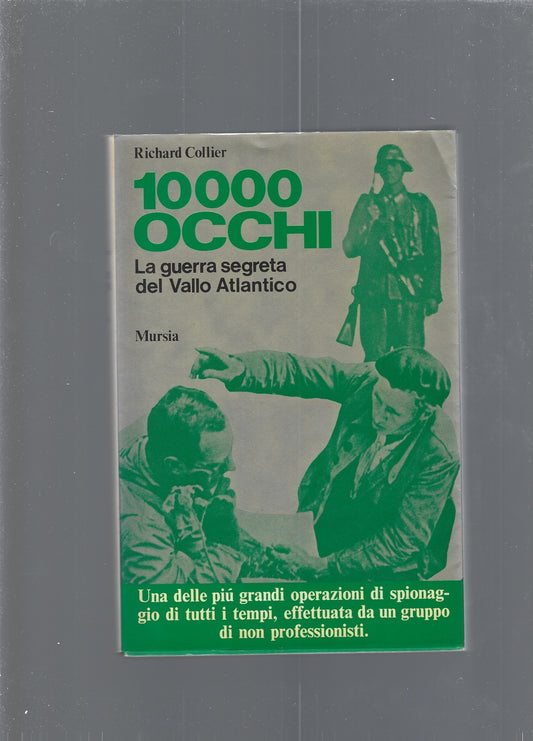 Richard Collier
10000
OCCHI
La guerra segreta
del Vallo Atlantico
Mursia
Una delle piú grandi operazioni di spionag-
gio di tutti i tempi, effettuata da un gruppo
di non professionisti.